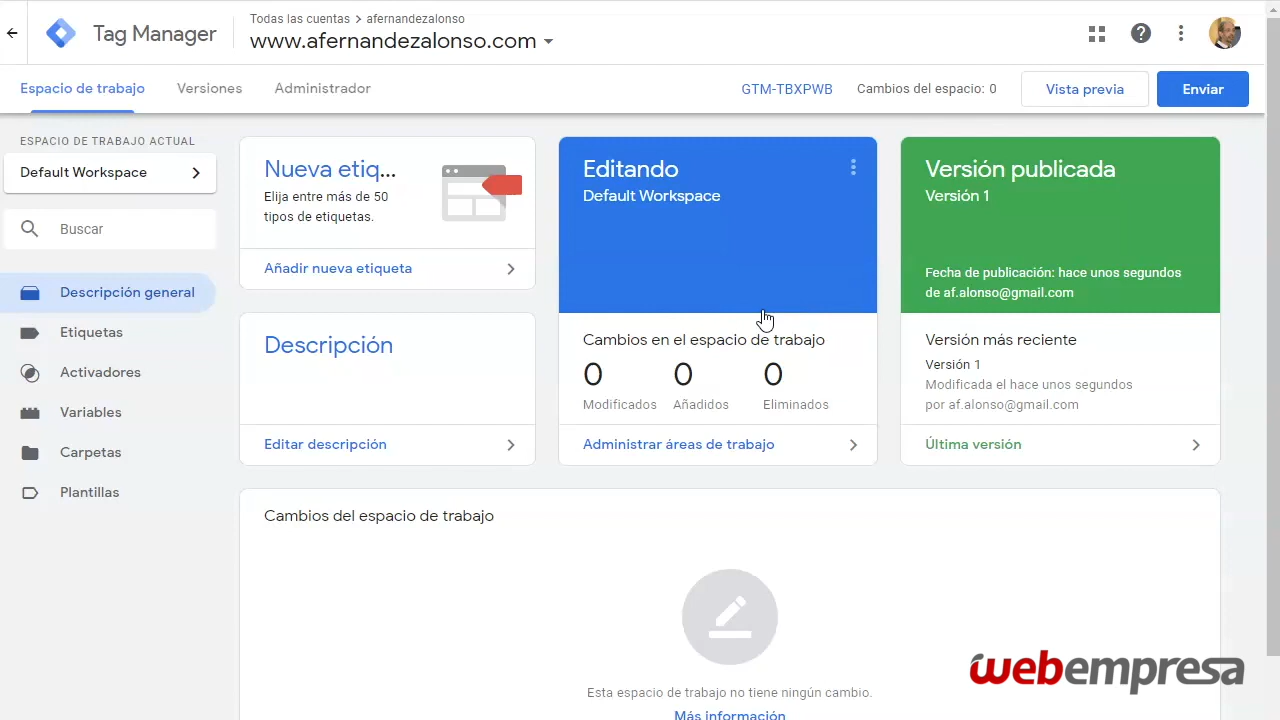 Tag Manager
Todas las cuentas > afernandezalonso
www.afernandezalonso.com
Espacio de trabajo
Versiones
Administrador
GTM-TBXPWB
Cambios del espacio: 0
Vista previa
Enviar
ESPACIO DE TRABAJO ACTUAL
Default Workspace
Buscar
Descripción general
Etiquetas
Activadores
Variables
Carpetas
Plantillas
Nueva etiq...
Elija entre más de 50
tipos de etiquetas.
Añadir nueva etiqueta
Descripción
Editar descripción
Editando
Default Workspace
Cambios en el espacio de trabajo
0 0 0
Modificados Añadidos Eliminados
Administrar áreas de trabajo
Versión publicada
Versión 1
Fecha de publicación: hace unos segundos
de af.alonso@gmail.com
Versión más reciente
Versión 1
Modificada el hace unos segundos
por af.alonso@gmail.com
Última versión
Cambios del espacio de trabajo
Esta espacio de trabajo no tiene ningún cambio.
Más información
webempresa